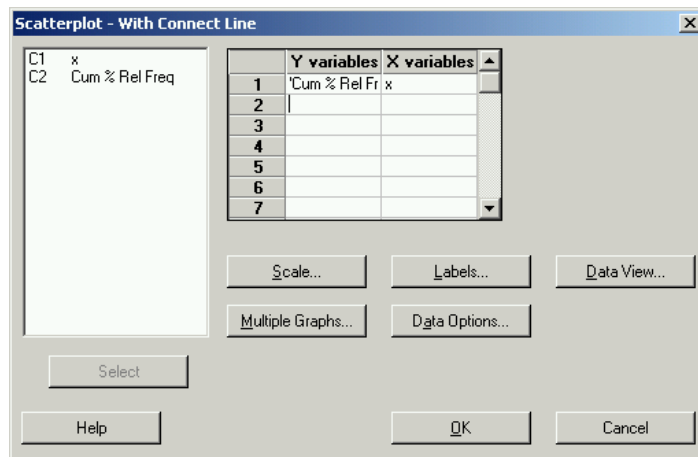 Scatterplot - With Connect Line
C1 x
C2 Cum % Rel Freq
Y variables X variables
1 'Cum % Rel Fr x
2
3
4
5
6
7
Scale... Labels... Data View...
Multiple Graphs... Data Options...
Select
Help OK Cancel